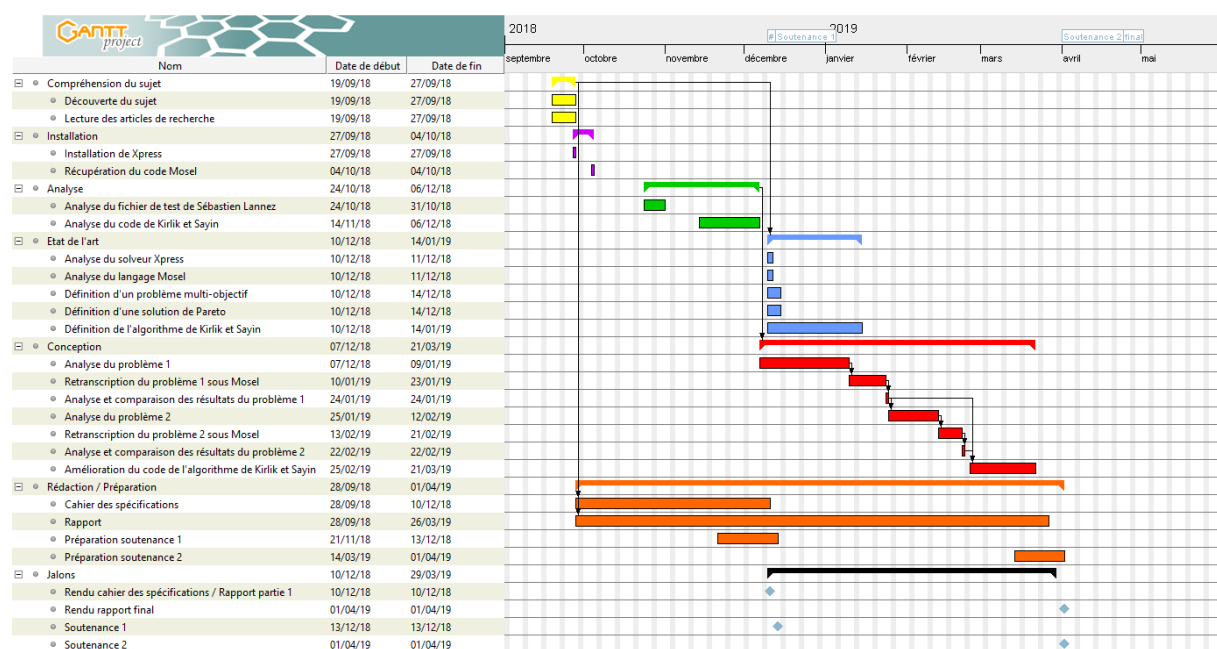 GANTT project
2018 2019
# Soutenance 1 Soutenance 2 final
septembre octobre novembre décembre janvier février mars avril mai
Nom Date de début Date de fin
Compréhension du sujet 19/09/18 27/09/18
Découverte du sujet 19/09/18 27/09/18
Lecture des articles de recherche 19/09/18 27/09/18
Installation 27/09/18 04/10/18
Installation de Xpress 27/09/18 27/09/18
Récupération du code Mosel 04/10/18 04/10/18
Analyse 24/10/18 06/12/18
Analyse du fichier de test de Sébastien Lannez 24/10/18 31/10/18
Analyse du code de Kirlik et Sayin 14/11/18 06/12/18
Etat de l'art 10/12/18 14/01/19
Analyse du solveur Xpress 10/12/18 11/12/18
Analyse du langage Mosel 10/12/18 11/12/18
Définition d'un problème multi-objectif 10/12/18 14/12/18
Définition d'une solution de Pareto 10/12/18 14/12/18
Définition de l'algorithme de Kirlik et Sayin 10/12/18 14/01/19
Conception 07/12/18 21/03/19
Analyse du problème 1 07/12/18 09/01/19
Retranscription du problème 1 sous Mosel 10/01/19 23/01/19
Analyse et comparaison des résultats du problème 1 24/01/19 24/01/19
Analyse du problème 2 25/01/19 12/02/19
Retranscription du problème 2 sous Mosel 13/02/19 21/02/19
Analyse et comparaison des résultats du problème 2 22/02/19 22/02/19
Amélioration du code de l'algorithme de Kirlik et Sayin 25/02/19 21/03/19
Rédaction / Préparation 28/09/18 01/04/19
Cahier des spécifications 28/09/18 10/12/18
Rapport 28/09/18 26/03/19
Préparation soutenance 1 21/11/18 13/12/18
Préparation soutenance 2 14/03/19 01/04/19
Jalons 10/12/18 29/03/19
Rendu cahier des spécifications / Rapport partie 1 10/12/18 10/12/18
Rendu rapport final 01/04/19 01/04/19
Soutenance 1 13/12/18 13/12/18
Soutenance 2 01/04/19 01/04/19